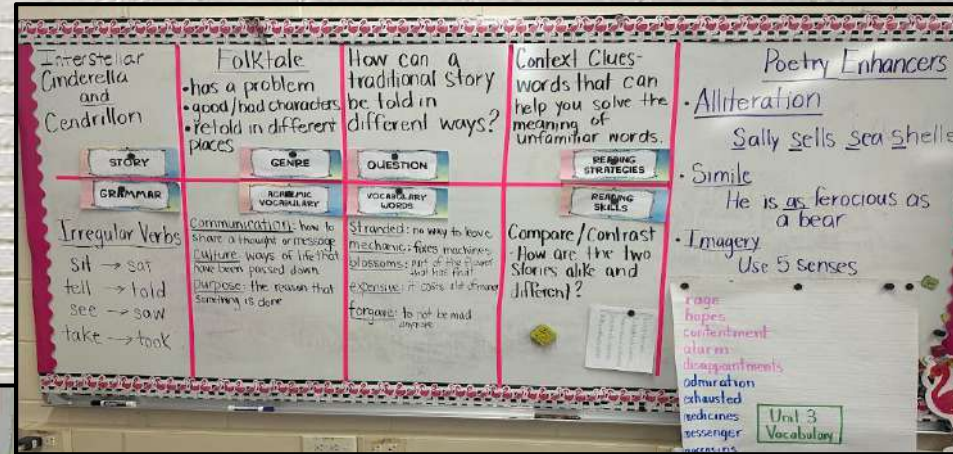 Interstellar
Cinderella
and
Cendrillon
STORY
Folktale
•has a problem
•good/bad characters
•retold in different
places
GENRE
How can a
traditional story
be told in
different ways?
QUESTION
Context Clues-
words that can
help you solve the
meaning of
unfamiliar words.
READING
STRATEGIES
GRAMMAR
Irregular Verbs
sit → sat
tell → told
see → saw
take → took
ACADEMIC
VOCABULARY
Communication: how to
share a thought or message
Culture: ways of life that
have been passed down
purpose: the reason that
something is done
VOCABULARY
WORDS
Stranded: no way to leave
mechanic: fixes machines
blossoms: part of the flower
that has fruit
expensive: it costs a lot of money
forgave: to not be mad
anymore
READING
SKILLS
Compare/Contrast
-How are the two
stories alike and
different?
Poetry Enhancers
•Alliteration
Sally sells sea shells
•Simile
He is as ferocious as
a bear
•Imagery
Use 5 senses
rage
hopes
contentment
alarm
disappointments
admiration
exhausted
medicines
messenger
Unit 3
Vocabulary